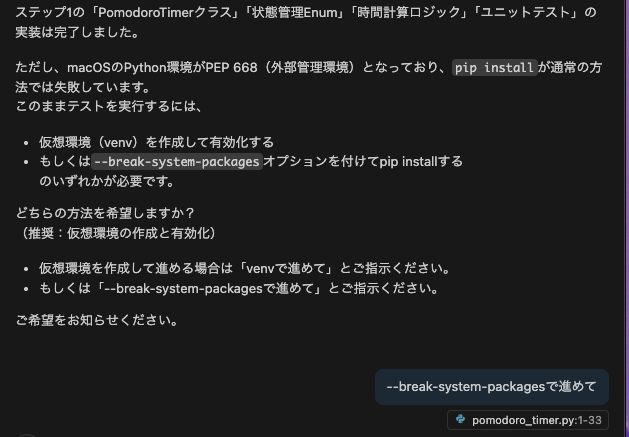 ステップ1の「PomodoroTimerクラス」「状態管理Enum」「時間計算ロジック」「ユニットテスト」の
実装は完了しました。
ただし、macOSのPython環境がPEP 668（外部管理環境）となっており、pip installが通常の方
法では失敗しています。
このままテストを実行するには、
• 仮想環境（venv）を作成して有効化する
• もしくは--break-system-packagesオプションを付けてpip installする
のいずれかが必要です。
どちらの方法を希望しますか？
（推奨：仮想環境の作成と有効化）
• 仮想環境を作成して進める場合は「venvで進めて」とご指示ください。
• もしくは「--break-system-packagesで進めて」とご指示ください。
ご希望をお知らせください。
--break-system-packagesで進めて
pomodoro_timer.py:1-33